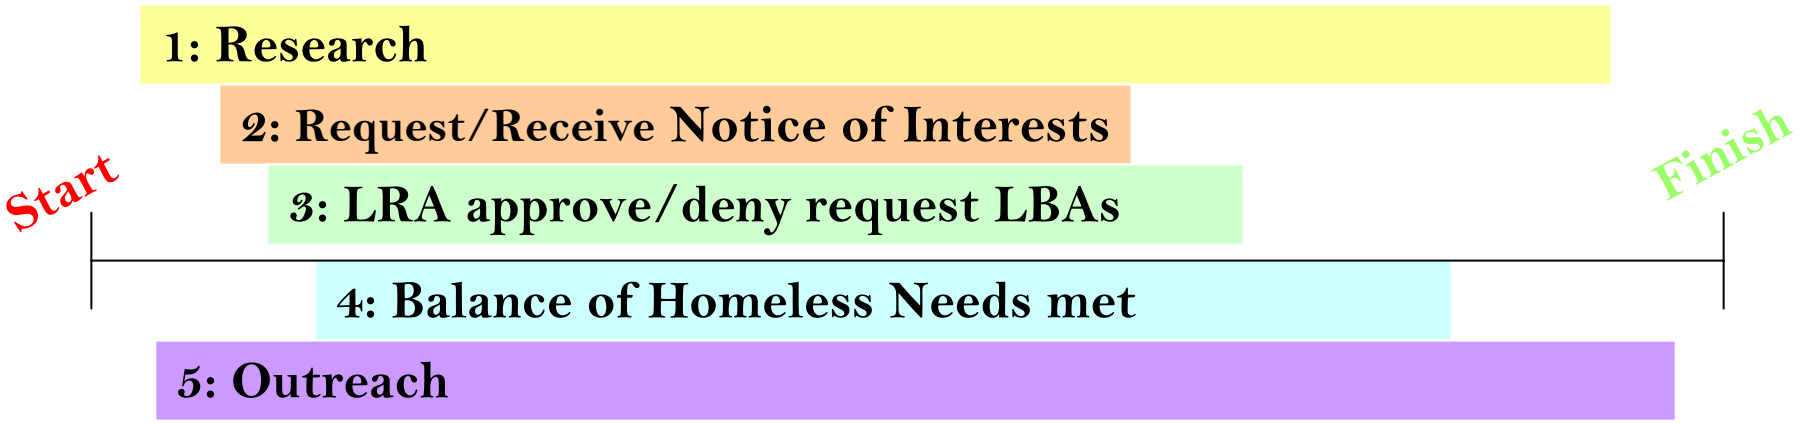 1: Research
2: Request/Receive Notice of Interests
Start
Finish
3: LRA approve/deny request LBAs
4: Balance of Homeless Needs met
5: Outreach